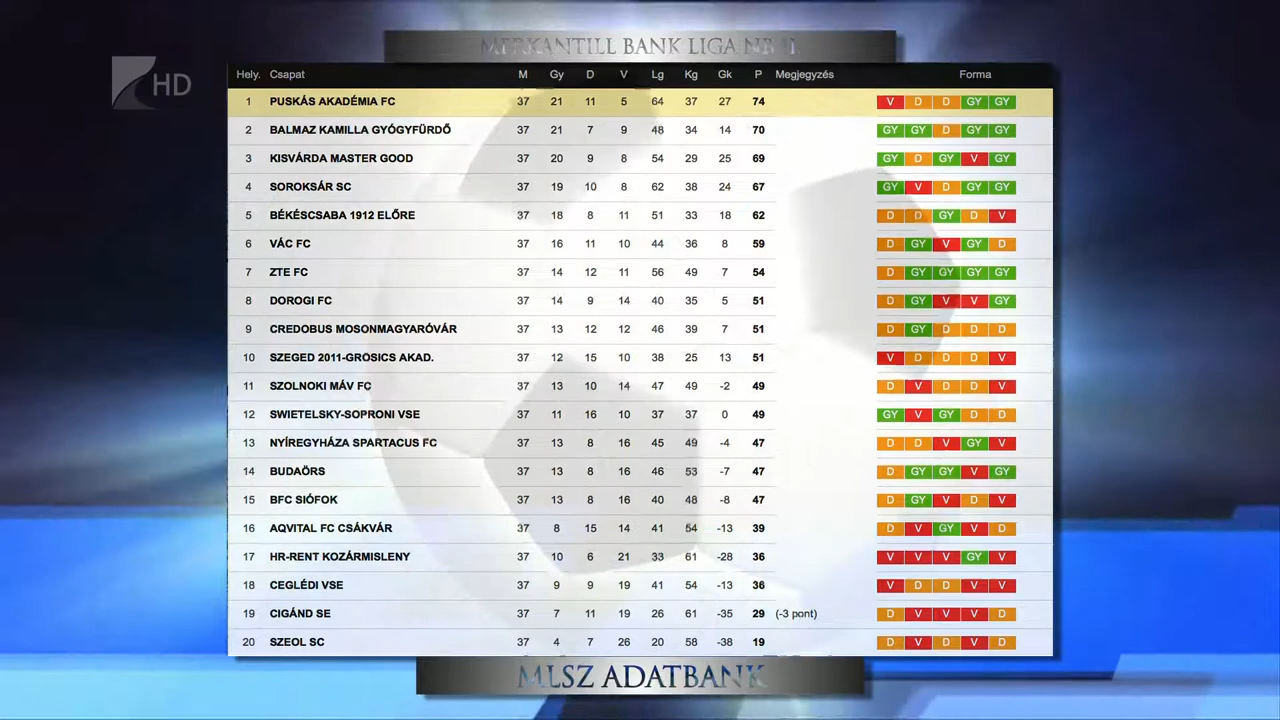 MERKANTILL BANK LIGA NB II.
HD
Hely. Csapat M Gy D V Lg Kg Gk P Megjegyzés Forma
1 PUSKÁS AKADÉMIA FC 37 21 11 5 64 37 27 74 V D D GY GY
2 BALMAZ KAMILLA GYÓGYFÜRDŐ 37 21 7 9 48 34 14 70 GY GY D GY GY
3 KISVÁRDA MASTER GOOD 37 20 9 8 54 29 25 69 GY D GY V GY
4 SOROKSÁR SC 37 19 10 8 62 38 24 67 GY V D GY GY
5 BÉKÉSCSABA 1912 ELŐRE 37 18 8 11 51 33 18 62 D D GY D V
6 VÁC FC 37 16 11 10 44 36 8 59 D GY V GY D
7 ZTE FC 37 14 12 11 56 49 7 54 D GY GY GY GY
8 DOROGI FC 37 14 9 14 40 35 5 51 D GY V V GY
9 CREDOBUS MOSONMAGYARÓVÁR 37 13 12 12 46 39 7 51 D GY D D D
10 SZEGED 2011-GROSICS AKAD. 37 12 15 10 38 25 13 51 V D D D V
11 SZOLNOKI MÁV FC 37 13 10 14 47 49 -2 49 D V D D V
12 SWIETELSKY-SOPRONI VSE 37 11 16 10 37 37 0 49 GY V GY D D
13 NYÍREGYHÁZA SPARTACUS FC 37 13 8 16 45 49 -4 47 D D V GY V
14 BUDAÖRS 37 13 8 16 46 53 -7 47 D GY GY V GY
15 BFC SIÓFOK 37 13 8 16 40 48 -8 47 D GY V D V
16 AQVITAL FC CSÁKVÁR 37 8 15 14 41 54 -13 39 D V GY V D
17 HR-RENT KOZÁRMISLENY 37 10 6 21 33 61 -28 36 V V V GY V
18 CEGLÉDI VSE 37 9 9 19 41 54 -13 36 V D D V V
19 CIGÁND SE 37 7 11 19 26 61 -35 29 (-3 pont) D V V V D
20 SZEOL SC 37 4 7 26 20 58 -38 19 D V D V D
MLSZ ADATBANK